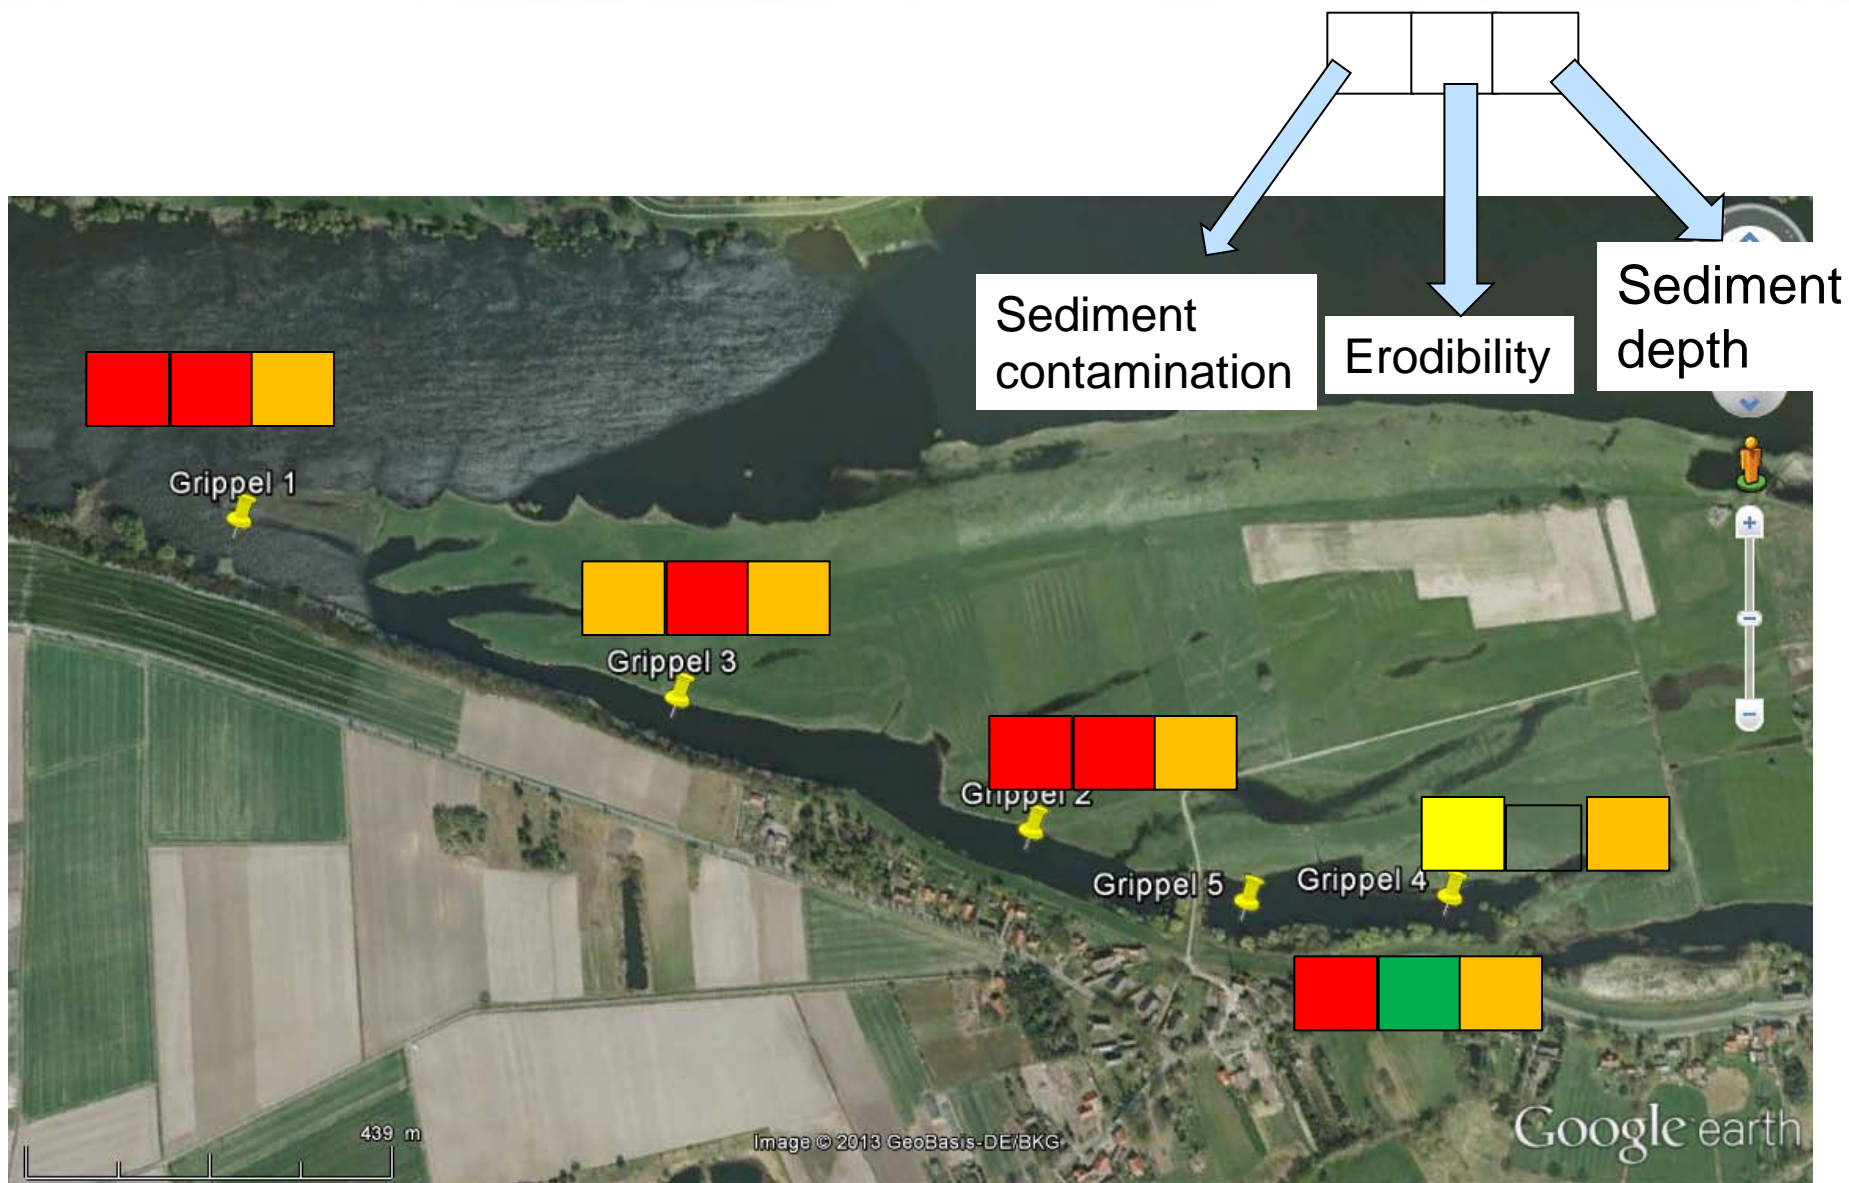 Sediment
contamination
Erodibility
Sediment
depth
Grippel 1
Grippel 3
Grippel 2
Grippel 5
Grippel 4
439 m
Image © 2013 GeoBasis-DE/BKG
Google earth